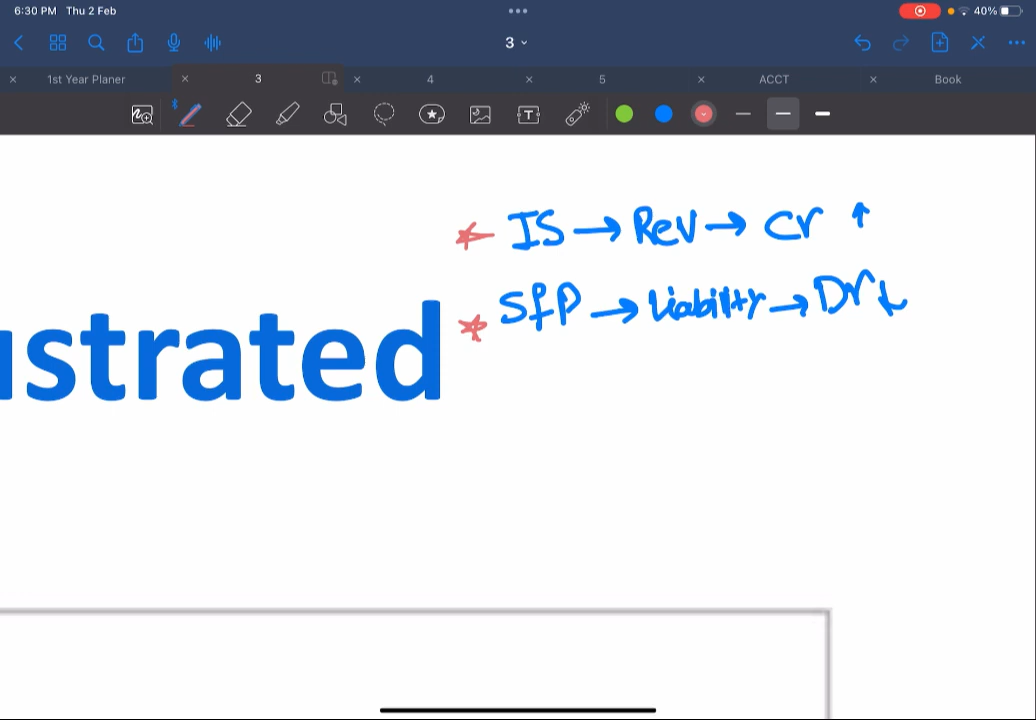 6:30 PM Thu 2 Feb
40%
3
1st Year Planer
3
4
5
ACCT
Book
T
IS → Rev → Cr ↑
SfP → Liability → Dr ↓
ustrated